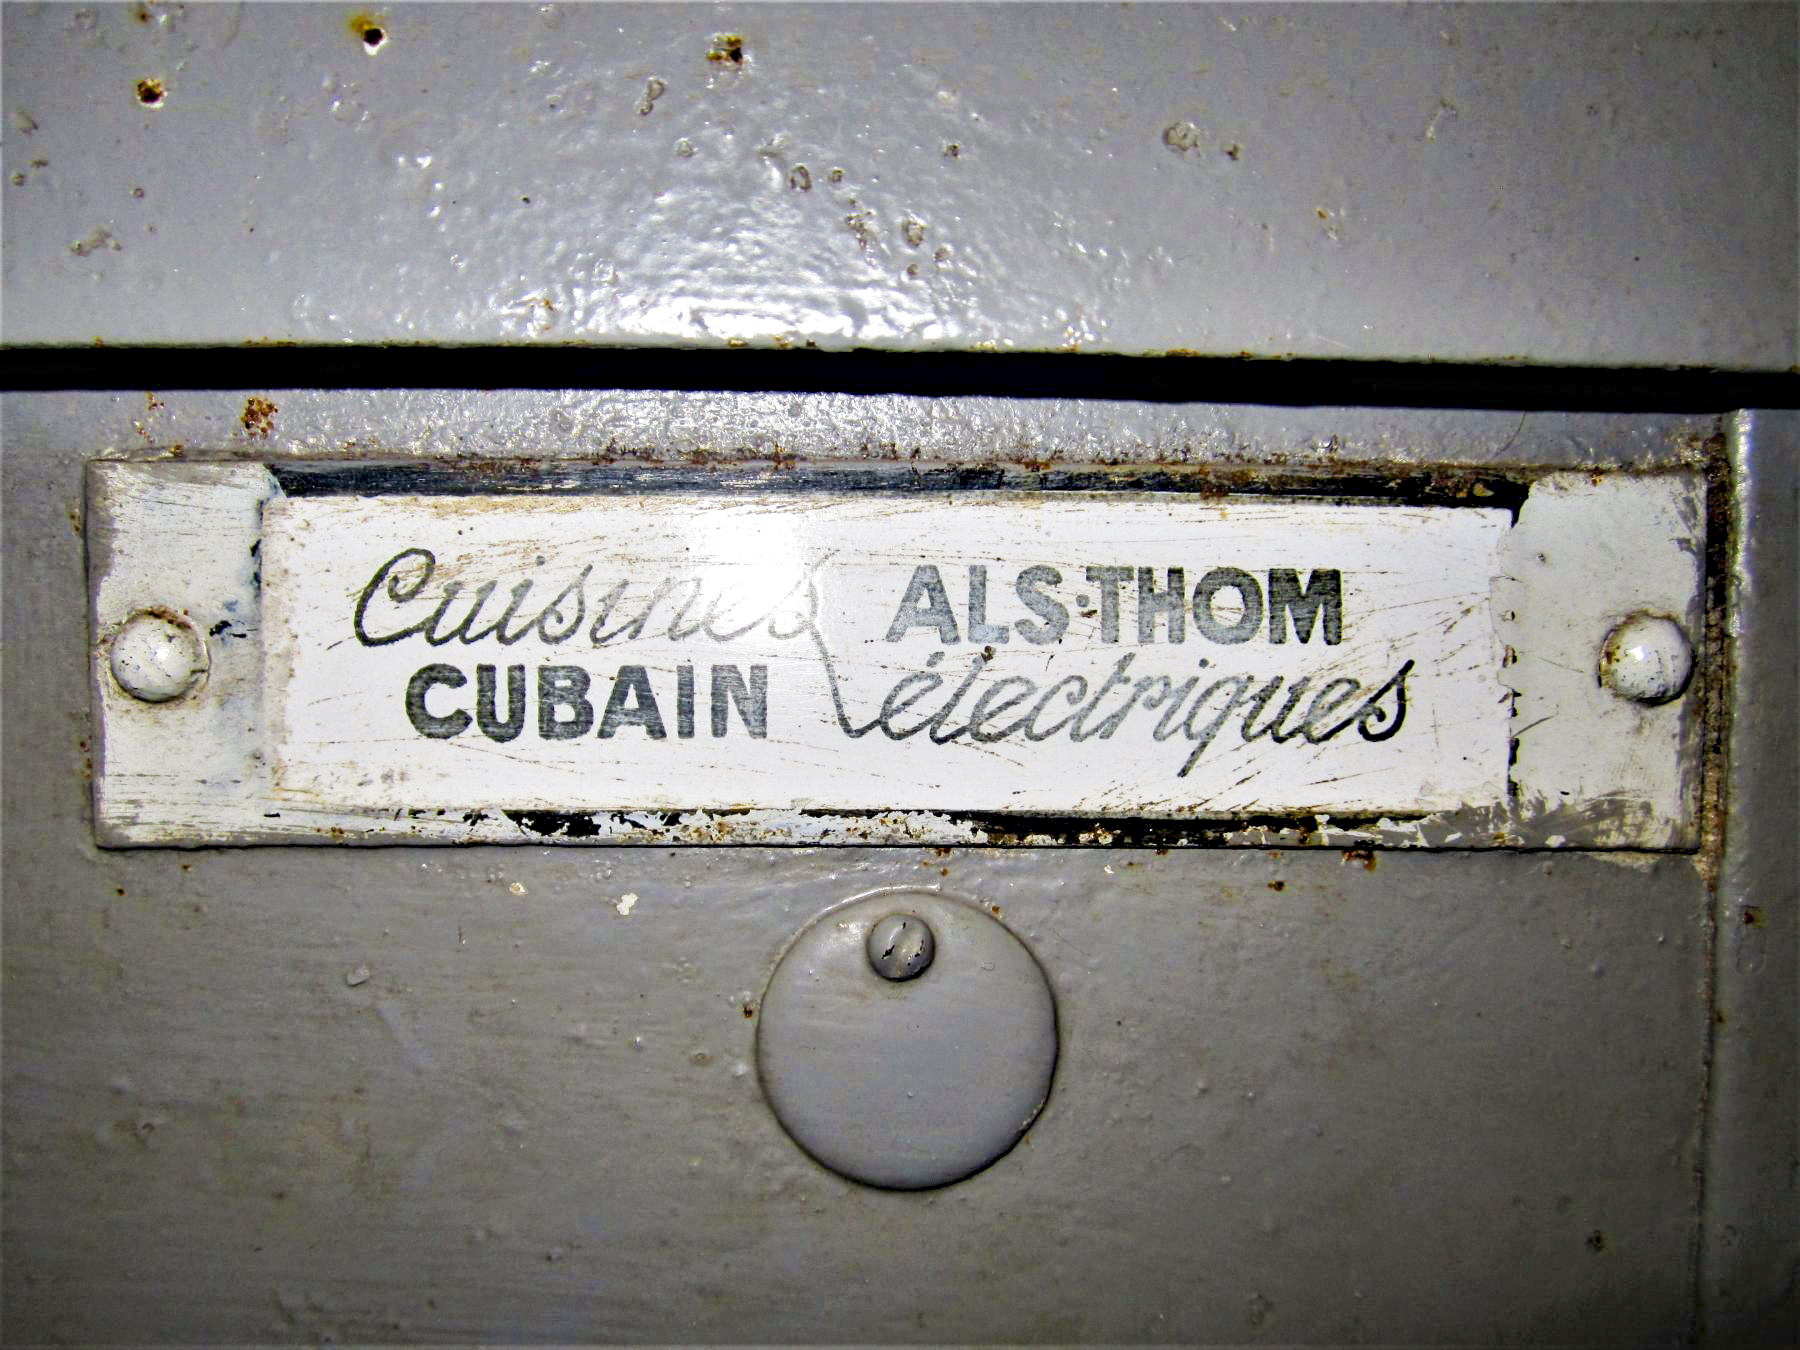 Cuisines ALS·THOM
CUBAIN électriques